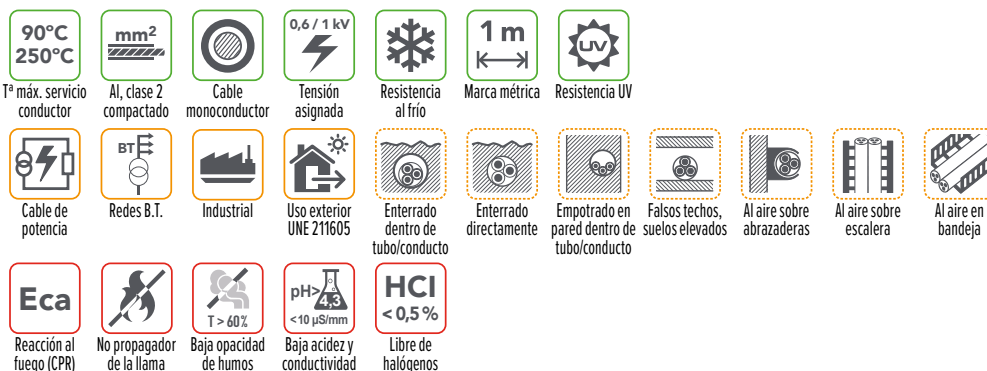 90°C
250°C
mm²
0,6 / 1 kV
1 m
UV
Tª máx. servicio
conductor
Al, clase 2
compactado
Cable
monoconductor
Tensión
asignada
Resistencia
al frío
Marca métrica
Resistencia UV
BT
Cable de
potencia
Redes B.T.
Industrial
Uso exterior
UNE 211605
Enterrado
dentro de
tubo/conducto
Enterrado
directamente
Empotrado en
pared dentro de
tubo/conducto
Falsos techos,
suelos elevados
Al aire sobre
abrazaderas
Al aire sobre
escalera
Al aire en
bandeja
Eca
T > 60%
pH>
4,3
<10 µS/mm
HCl
< 0,5 %
Reacción al
fuego (CPR)
No propagador
de la llama
Baja opacidad
de humos
Baja acidez y
conductividad
Libre de
halógenos